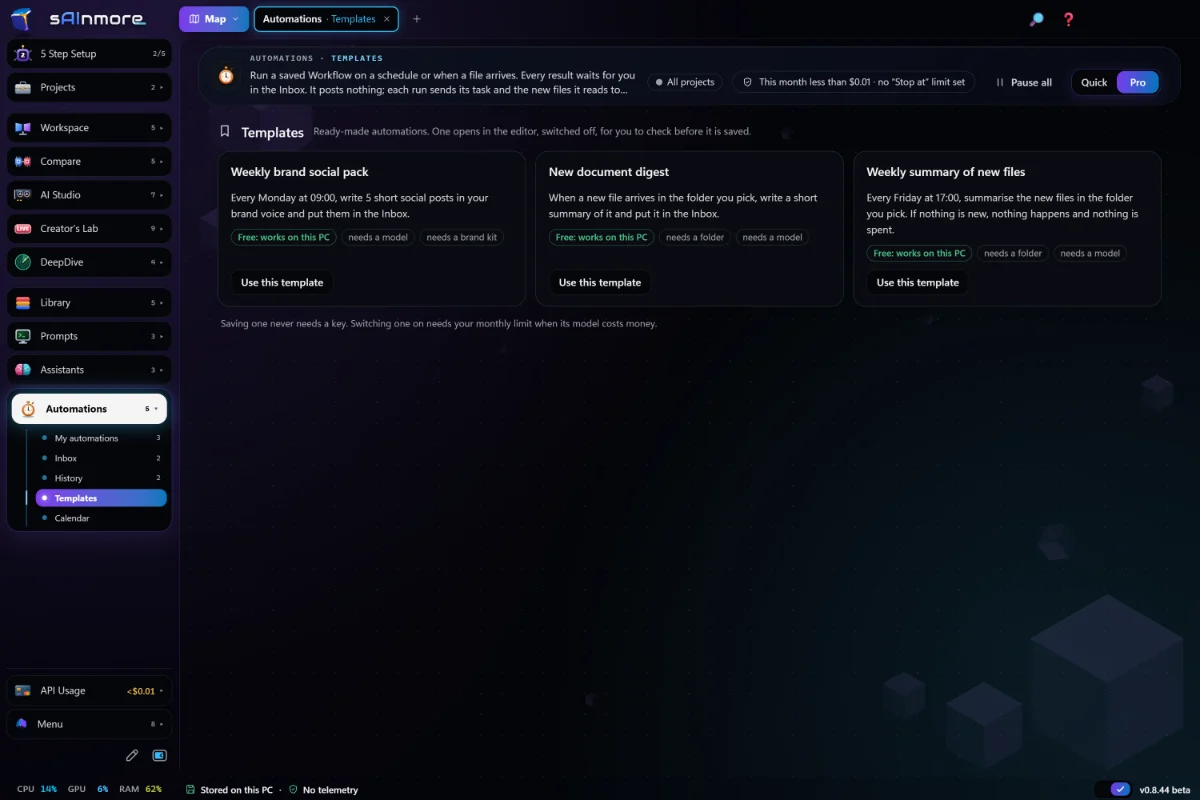 sAInmore
Map
Automations · Templates ×
+
?
5 Step Setup 2/5
Projects 2
Workspace 5
Compare 5
AI Studio 7
LIVE
Creator's Lab 9
DeepDive 6
Library 5
Prompts 3
Assistants 3
Automations 5
My automations 3
Inbox 2
History 2
Templates
Calendar
API Usage <$0.01
Menu 8
CPU 14% GPU 6% RAM 62%
AUTOMATIONS · TEMPLATES
Run a saved Workflow on a schedule or when a file arrives. Every result waits for you
in the Inbox. It posts nothing; each run sends its task and the new files it reads to...
All projects
This month less than $0.01 · no "Stop at" limit set
Pause all
Quick
Pro
Templates Ready-made automations. One opens in the editor, switched off, for you to check before it is saved.
Weekly brand social pack
Every Monday at 09:00, write 5 short social posts in your
brand voice and put them in the Inbox.
Free: works on this PC needs a model needs a brand kit
Use this template
New document digest
When a new file arrives in the folder you pick, write a short
summary of it and put it in the Inbox.
Free: works on this PC needs a folder needs a model
Use this template
Weekly summary of new files
Every Friday at 17:00, summarise the new files in the folder
you pick. If nothing is new, nothing happens and nothing is
spent.
Free: works on this PC needs a folder needs a model
Use this template
Saving one never needs a key. Switching one on needs your monthly limit when its model costs money.
Stored on this PC · No telemetry
v0.8.44 beta